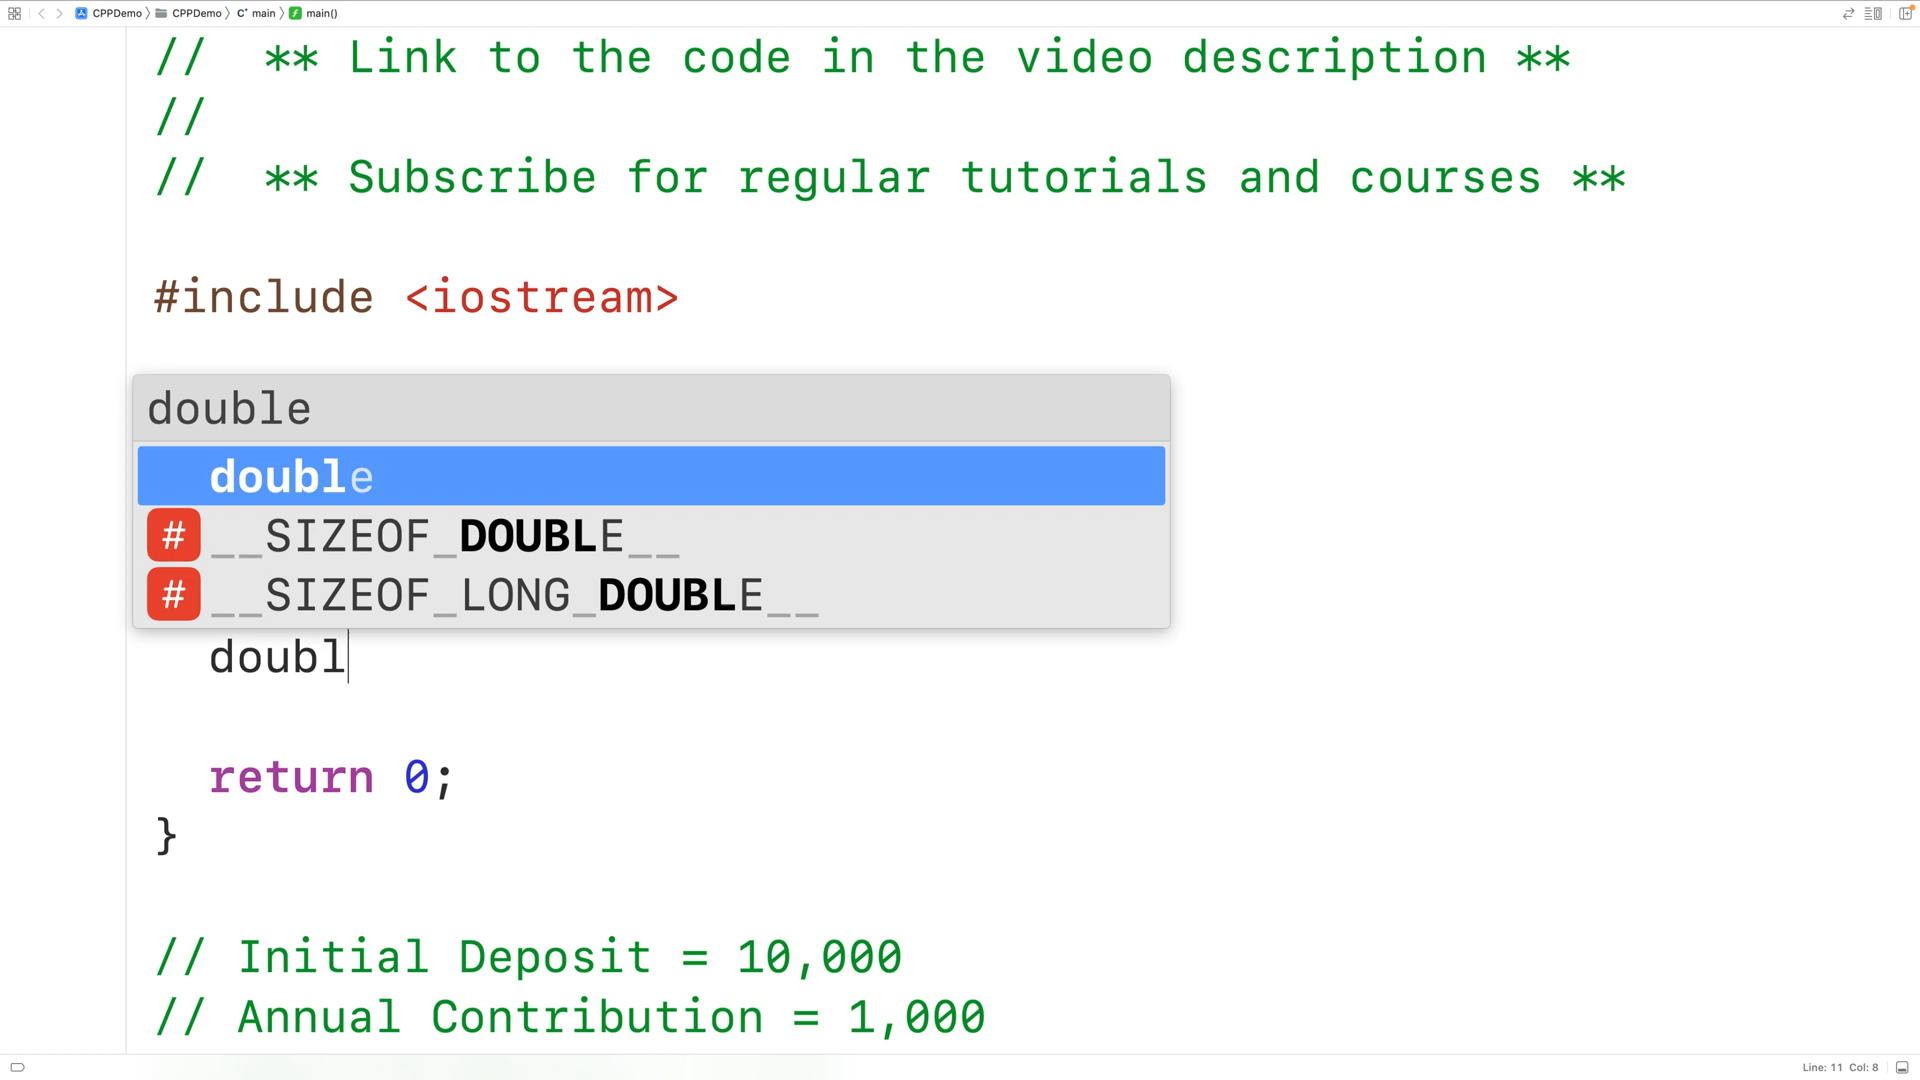 CPPDemo CPPDemo C+ main f main()
// ** Link to the code in the video description **
//
// ** Subscribe for regular tutorials and courses **
#include <iostream>
double
double
# __SIZEOF_DOUBLE__
# __SIZEOF_LONG_DOUBLE__
doubl
return 0;
}
// Initial Deposit = 10,000
// Annual Contribution = 1,000
Line: 11 Col: 8